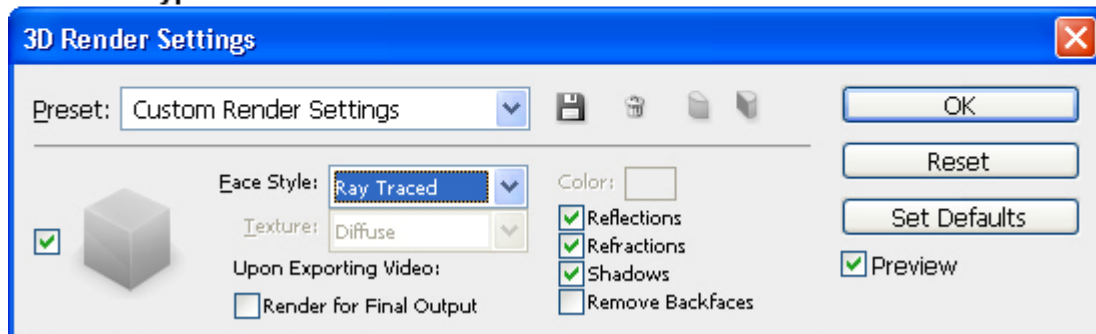 3D Render Settings
Preset: Custom Render Settings
OK
Reset
Set Defaults
Preview
Face Style: Ray Traced
Texture: Diffuse
Upon Exporting Video:
Render for Final Output
Color:
Reflections
Refractions
Shadows
Remove Backfaces